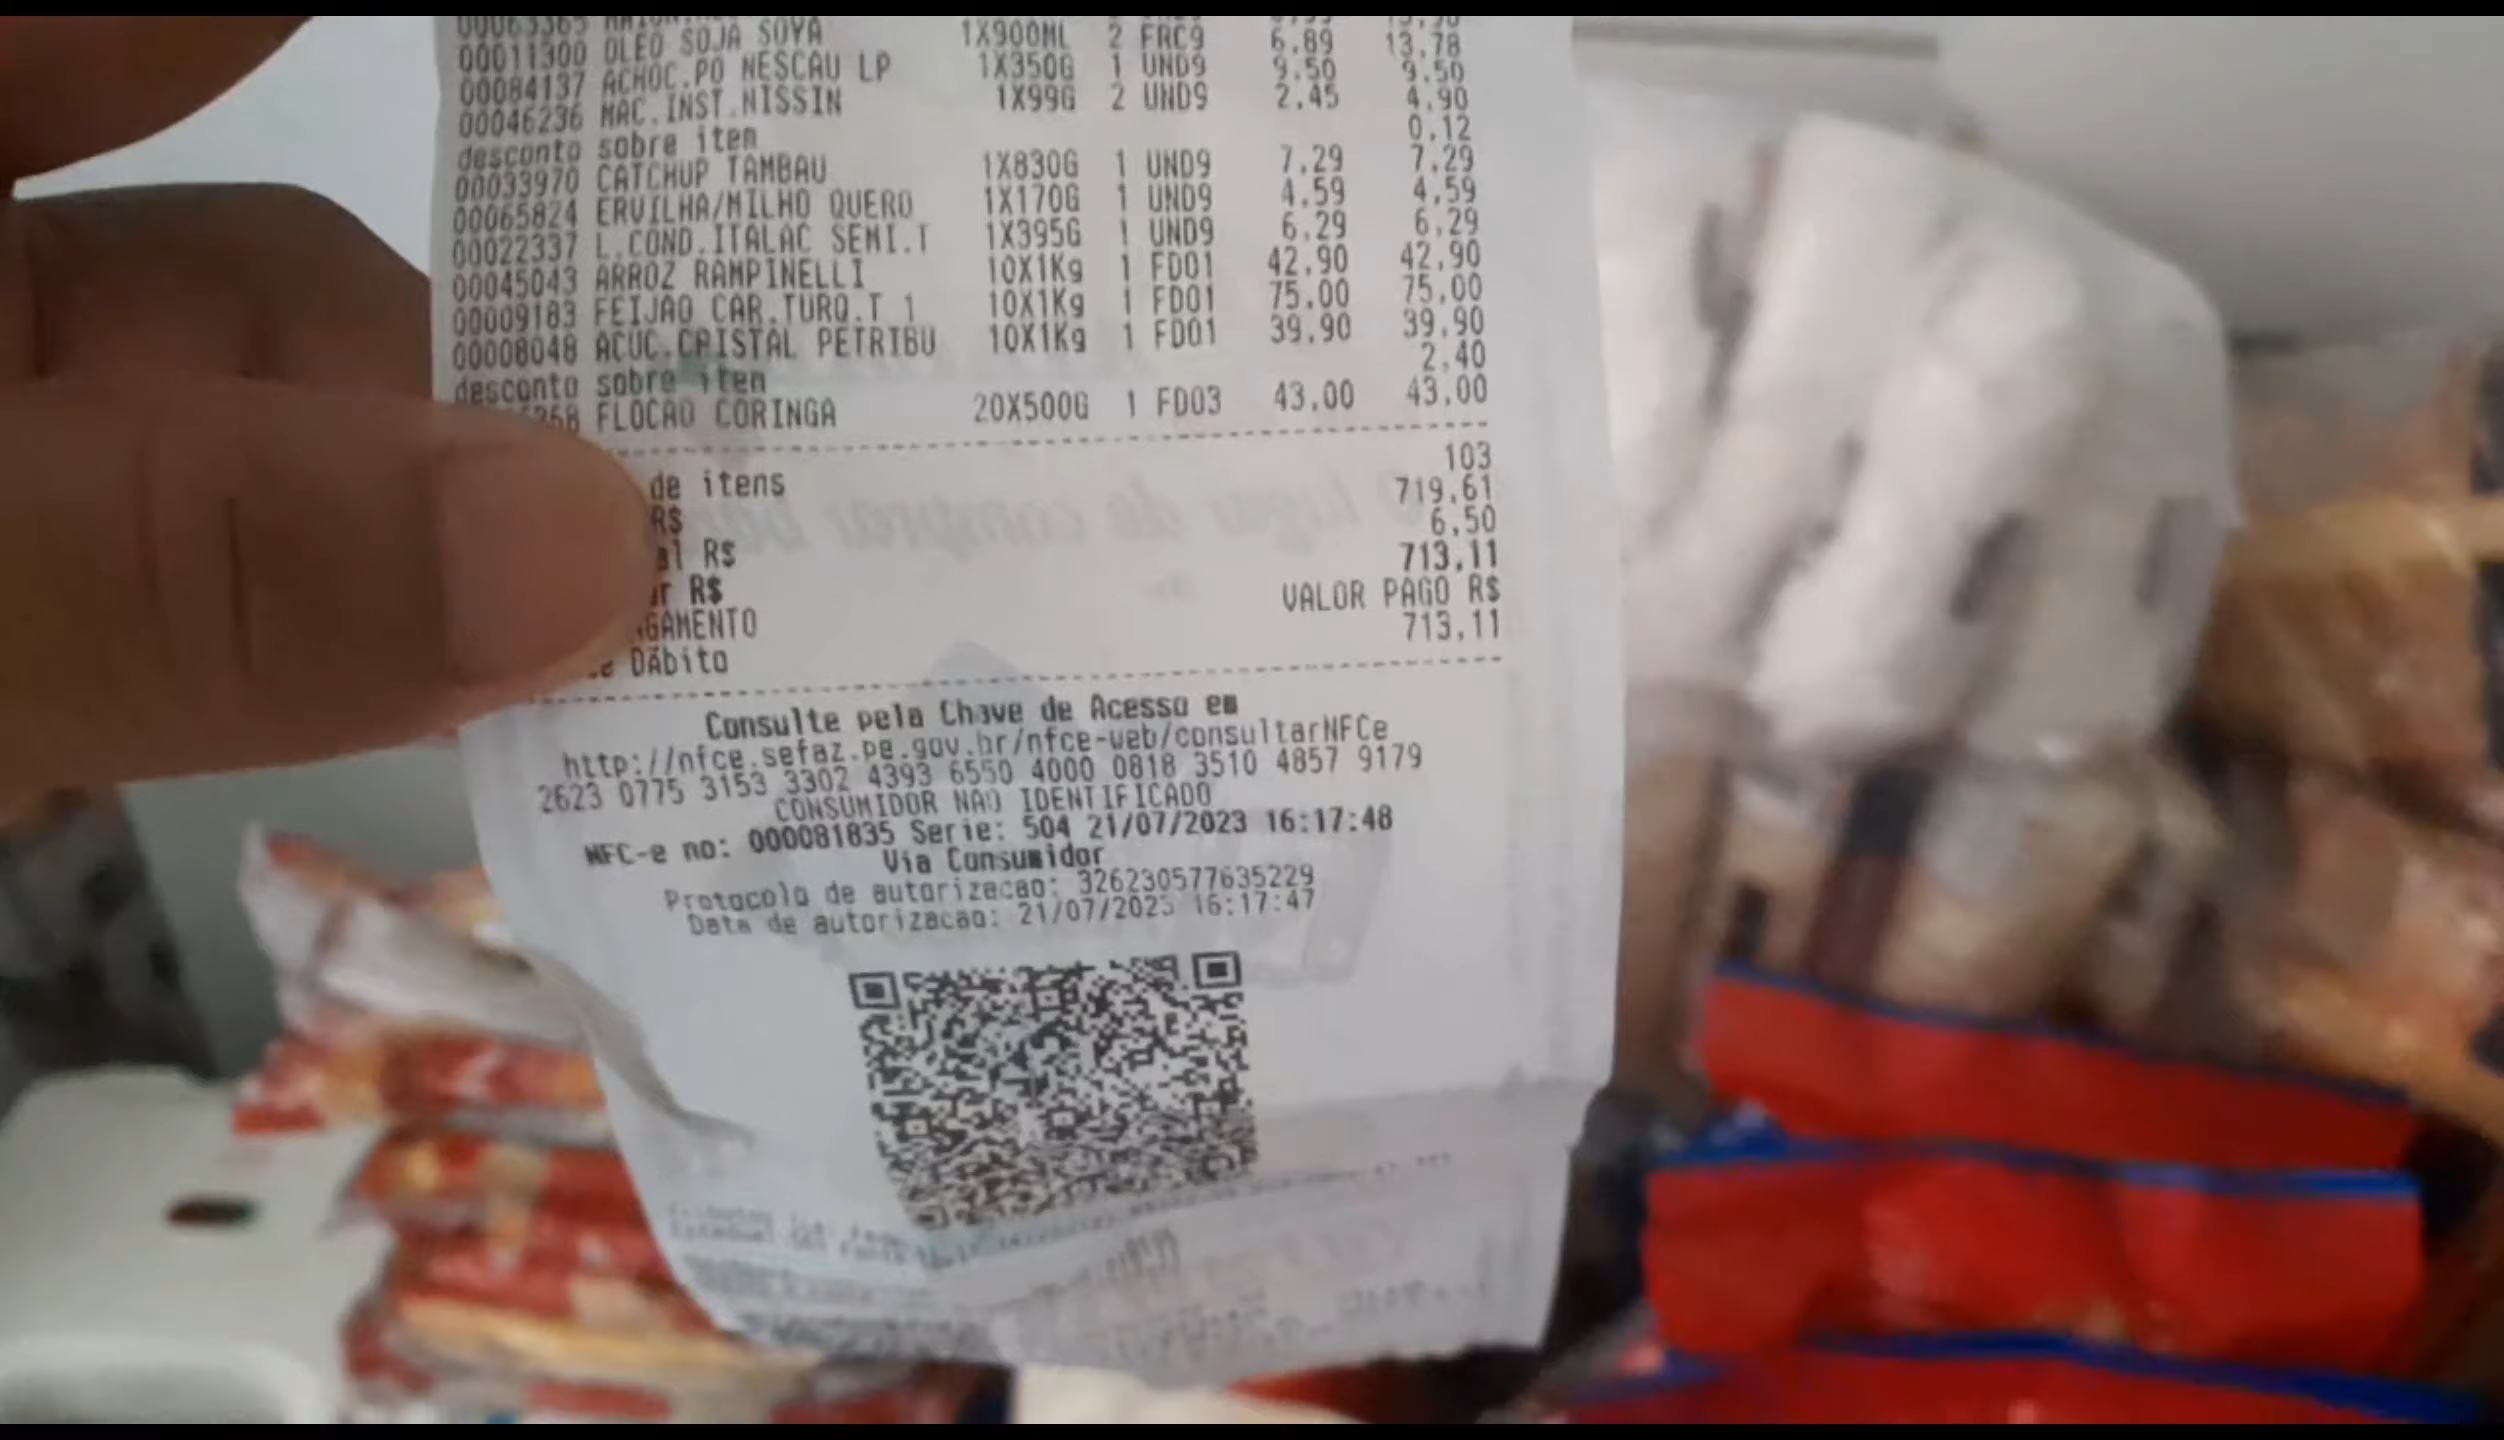 00011300 OLEO SOJA SOYA 1X900ML 2 FRC9 6.89 13.78
00084137 ACHOC.PO NESCAU LP 1X350G 1 UND9 9.50 9.50
00046236 MAC.INST.NISSIN 1X99G 2 UND9 2.45 4.90
desconto sobre item 0.12
00033970 CATCHUP TAMBAU 1X830G 1 UND9 7.29 7.29
00065824 ERVILHA/MILHO QUERO 1X170G 1 UND9 4.59 4.59
00022337 L.COND.ITALAC SEMI.T 1X395G 1 UND9 6.29 6.29
00045043 ARROZ RAMPINELLI 10X1Kg 1 FD01 42.90 42.90
00009183 FEIJAO CAR.TURQ.T 1 10X1Kg 1 FD01 75.00 75.00
00008048 ACUC.CRISTAL PETRIBU 10X1Kg 1 FD01 39.90 39.90
desconto sobre item 2.40
FLOCAO CORINGA 20X500G 1 FD03 43.00 43.00
de itens 103
R$ 719,61
al R$ 6,50
R$ 713,11
GAMENTO VALOR PAGO R$
DÃbito 713,11
Consulte pela Chave de Acesso em
http://nfce.sefaz.pe.gov.br/nfce-web/consultarNFCe
2623 0775 3153 3302 4393 6550 4000 0818 3510 4857 9179
CONSUMIDOR NAO IDENTIFICADO
NFC-e no: 000081835 Serie: 504 21/07/2023 16:17:48
Via Consumidor
Protocolo de autorizacao: 326230577635229
Data de autorizacao: 21/07/2023 16:17:47